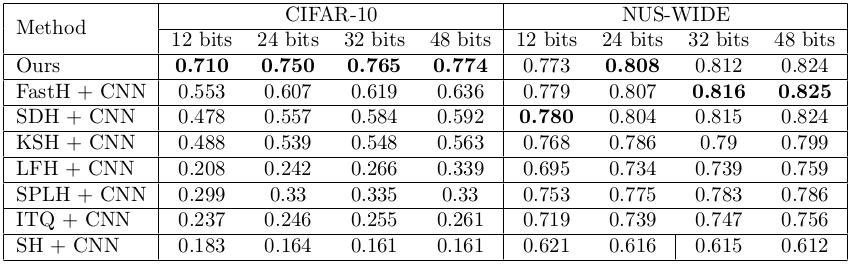 Method CIFAR-10 NUS-WIDE
12 bits 24 bits 32 bits 48 bits 12 bits 24 bits 32 bits 48 bits
Ours 0.710 0.750 0.765 0.774 0.773 0.808 0.812 0.824
FastH + CNN 0.553 0.607 0.619 0.636 0.779 0.807 0.816 0.825
SDH + CNN 0.478 0.557 0.584 0.592 0.780 0.804 0.815 0.824
KSH + CNN 0.488 0.539 0.548 0.563 0.768 0.786 0.79 0.799
LFH + CNN 0.208 0.242 0.266 0.339 0.695 0.734 0.739 0.759
SPLH + CNN 0.299 0.33 0.335 0.33 0.753 0.775 0.783 0.786
ITQ + CNN 0.237 0.246 0.255 0.261 0.719 0.739 0.747 0.756
SH + CNN 0.183 0.164 0.161 0.161 0.621 0.616 0.615 0.612